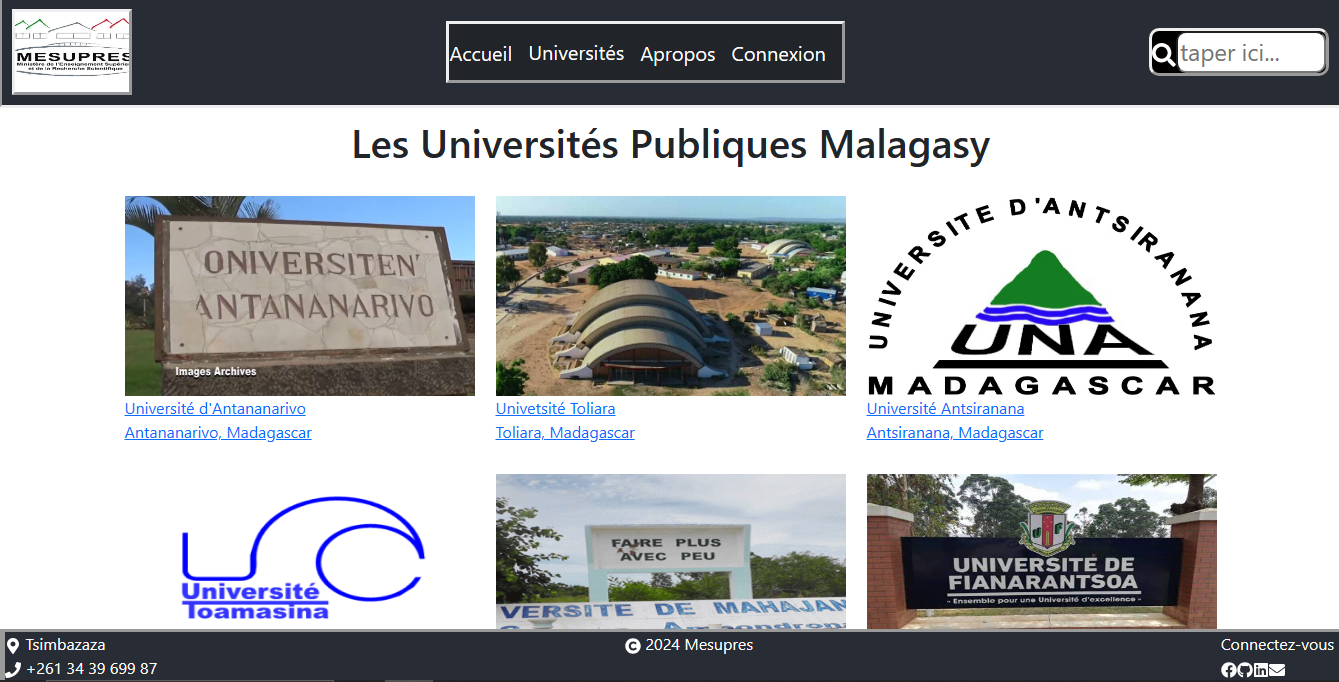 MESUPRES
Ministère de l'Enseignement Supérie
et de la Recherche Scientifique
Accueil Universités Apropos Connexion
taper ici...
Les Universités Publiques Malagasy
ONIVERSITEN'
ANTANANARIVO
Images Archives
UNIVERSITE D'ANTSIRANANA
UNA
MADAGASCAR
Université d'Antananarivo
Antananarivo, Madagascar
Univetsité Toliara
Toliara, Madagascar
Université Antsiranana
Antsiranana, Madagascar
Université
Toamasina
FAIRE PLUS
AVEC PEU
VERSITE DE MAHAJAN
UNIVERSITE DE
FIANARANTSOA
- Ensemble pour une Université d'excellence -
Tsimbazaza
+261 34 39 699 87
2024 Mesupres
Connectez-vous